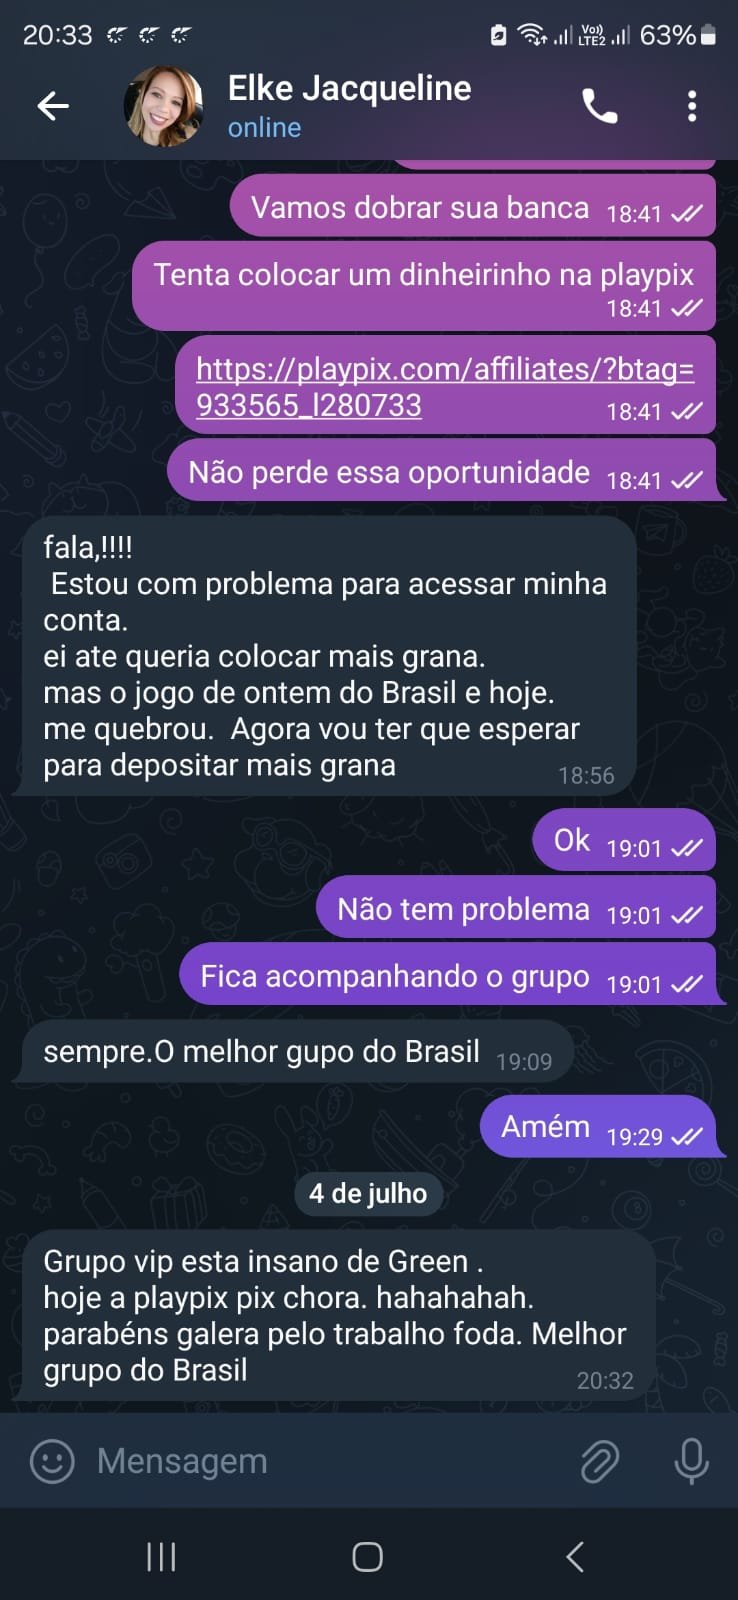 20:33
Vo))
LTE2
63%
Elke Jacqueline
online
Vamos dobrar sua banca 18:41
Tenta colocar um dinheirinho na playpix
18:41
https://playpix.com/affiliates/?btag=
933565_l280733 18:41
Não perde essa oportunidade 18:41
fala,!!!!
Estou com problema para acessar minha
conta.
ei ate queria colocar mais grana.
mas o jogo de ontem do Brasil e hoje.
me quebrou.  Agora vou ter que esperar
para depositar mais grana 18:56
Ok 19:01
Não tem problema 19:01
Fica acompanhando o grupo 19:01
sempre.O melhor gupo do Brasil 19:09
Amém 19:29
4 de julho
Grupo vip esta insano de Green .
hoje a playpix pix chora. hahahahah.
parabéns galera pelo trabalho foda. Melhor
grupo do Brasil 20:32
Mensagem